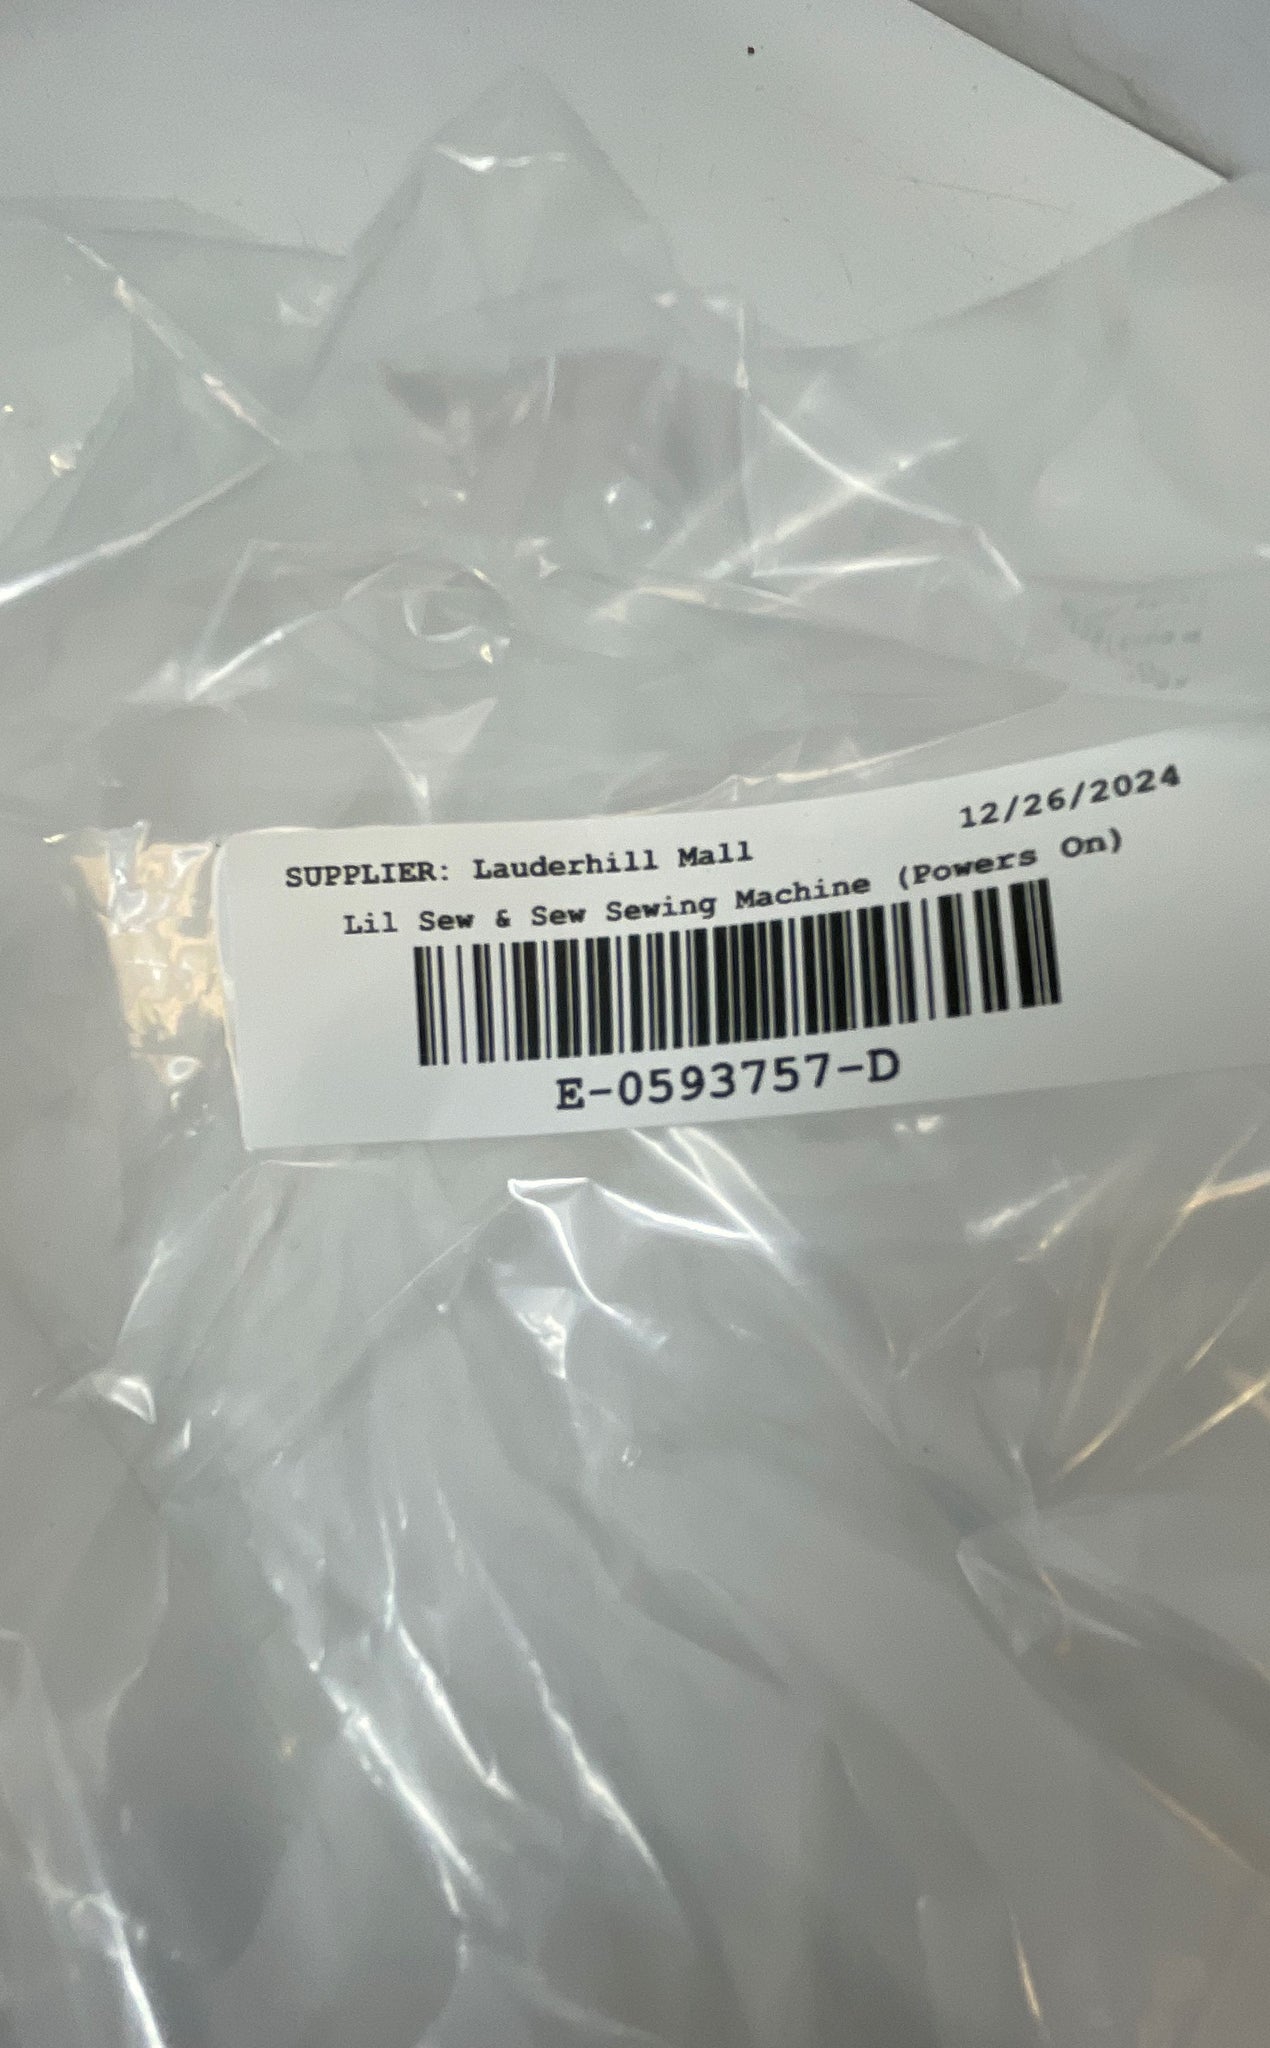 12/26/2024
SUPPLIER: Lauderhill Mall
Lil Sew & Sew Sewing Machine (Powers On)
E-0593757-D